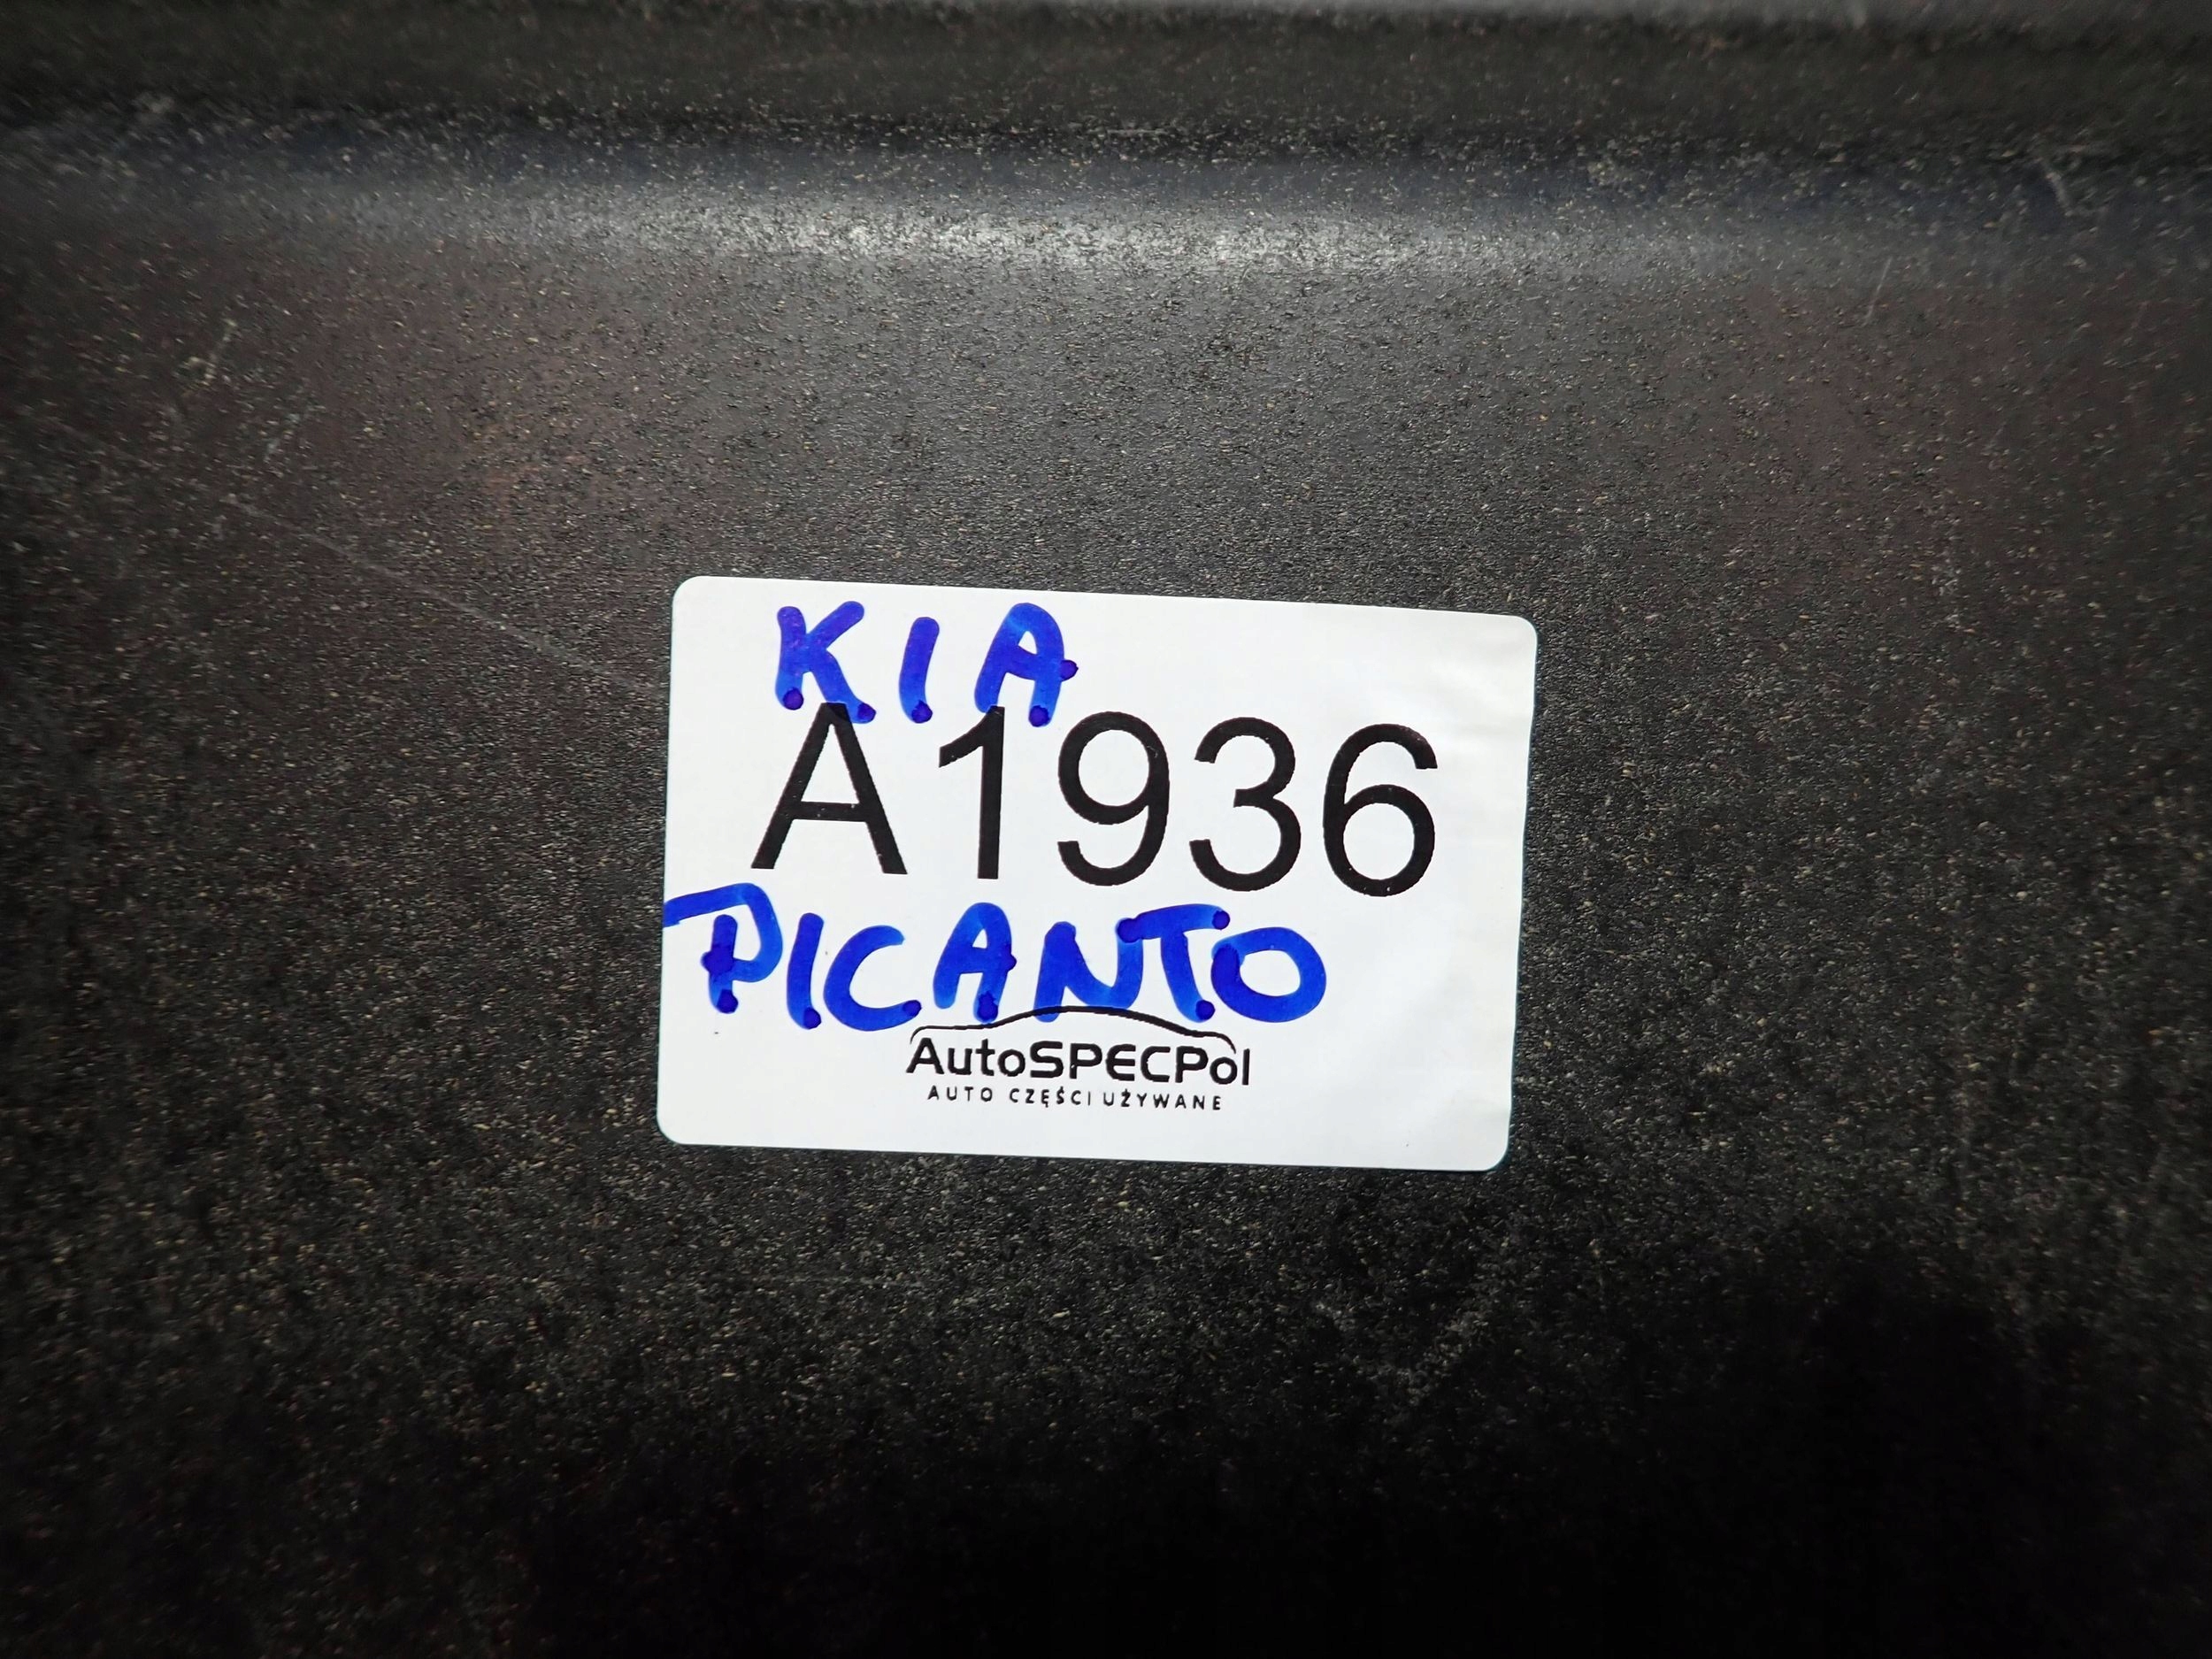 KIA
A1936
PICANTO
AutoSPECPol
AUTO CZĘŚCI UŻYWANE